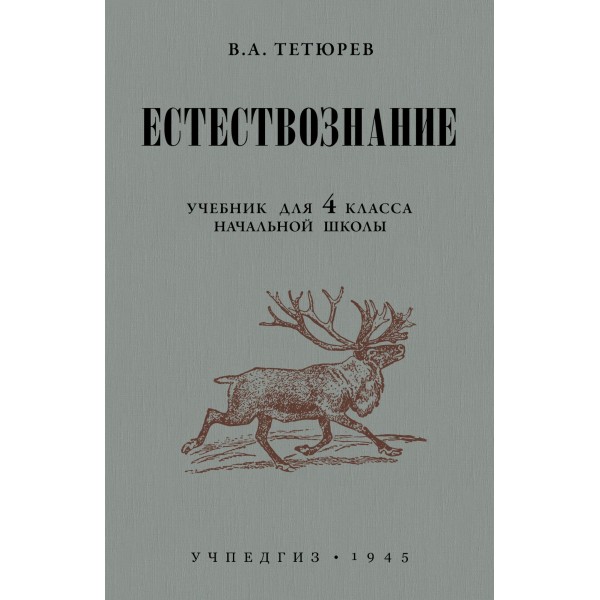 В.А. ТЕТЮРЕВ
ЕСТЕСТВОЗНАНИЕ
УЧЕБНИК ДЛЯ 4 КЛАССА
НАЧАЛЬНОЙ ШКОЛЫ
УЧПЕДГИЗ • 1945